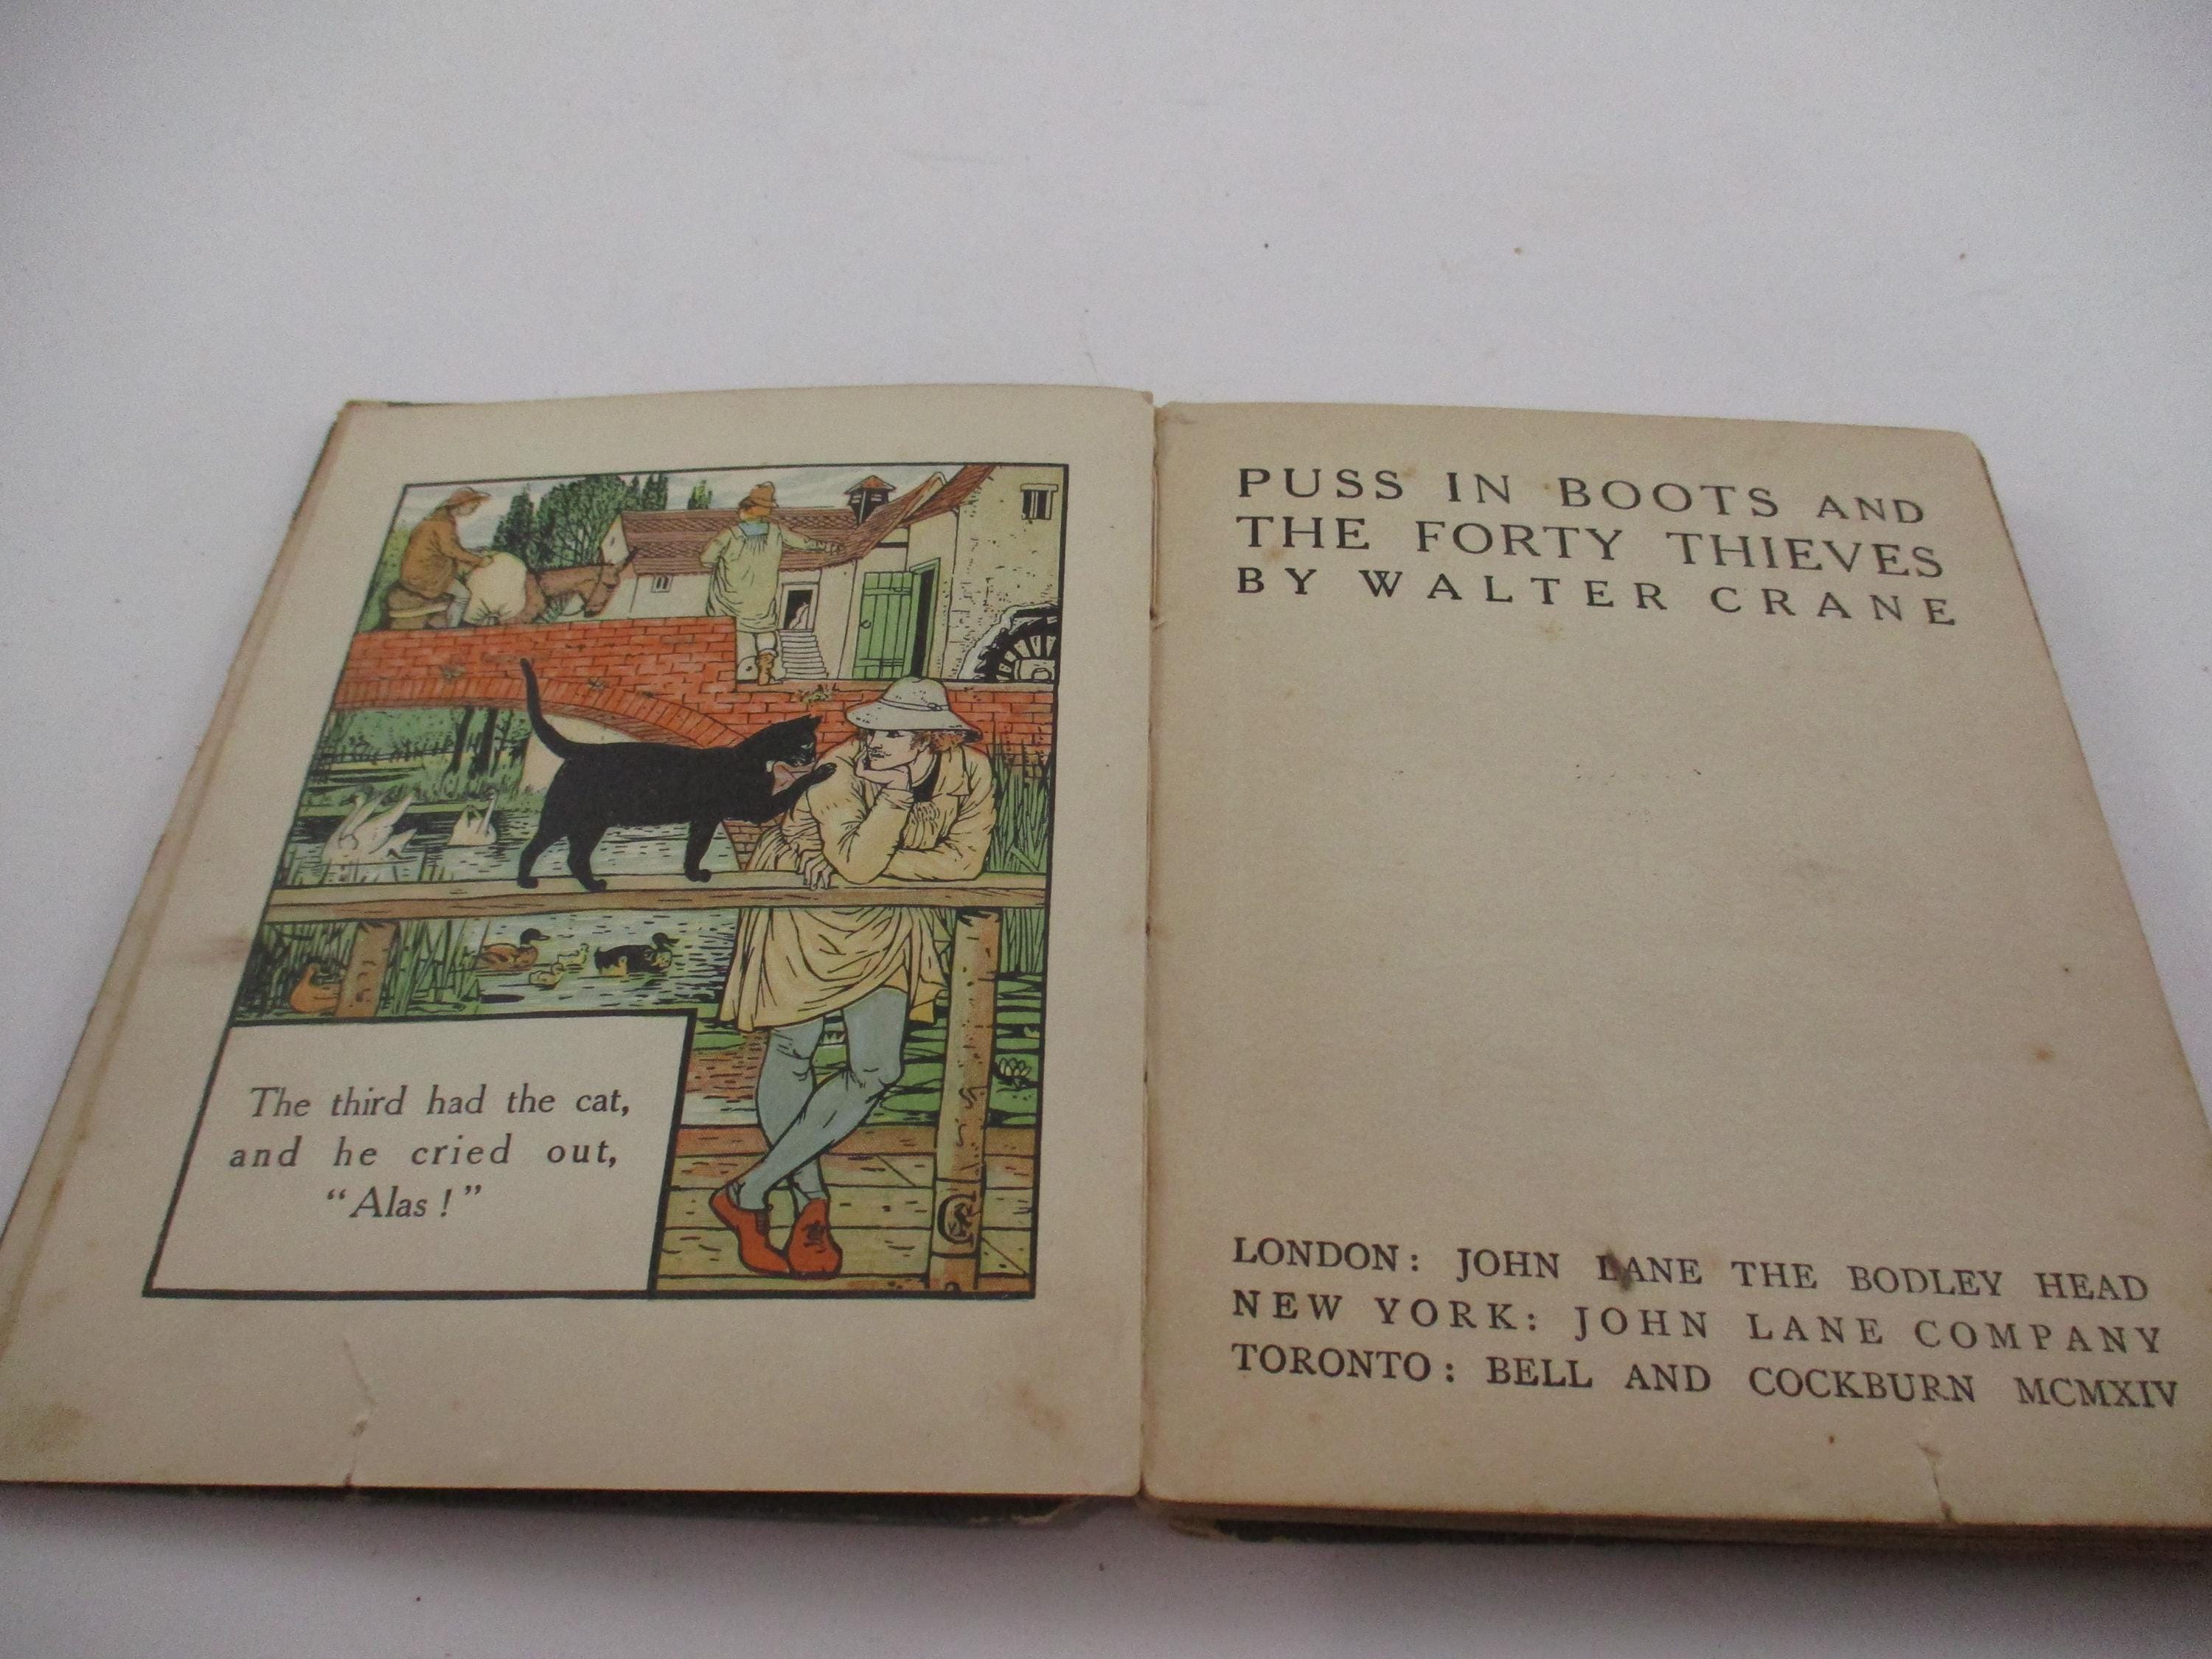 The third had the cat,
and he cried out,
“Alas!”
PUSS IN BOOTS AND
THE FORTY THIEVES
BY WALTER CRANE
LONDON: JOHN LANE THE BODLEY HEAD
NEW YORK: JOHN LANE COMPANY
TORONTO: BELL AND COCKBURN MCMXIV